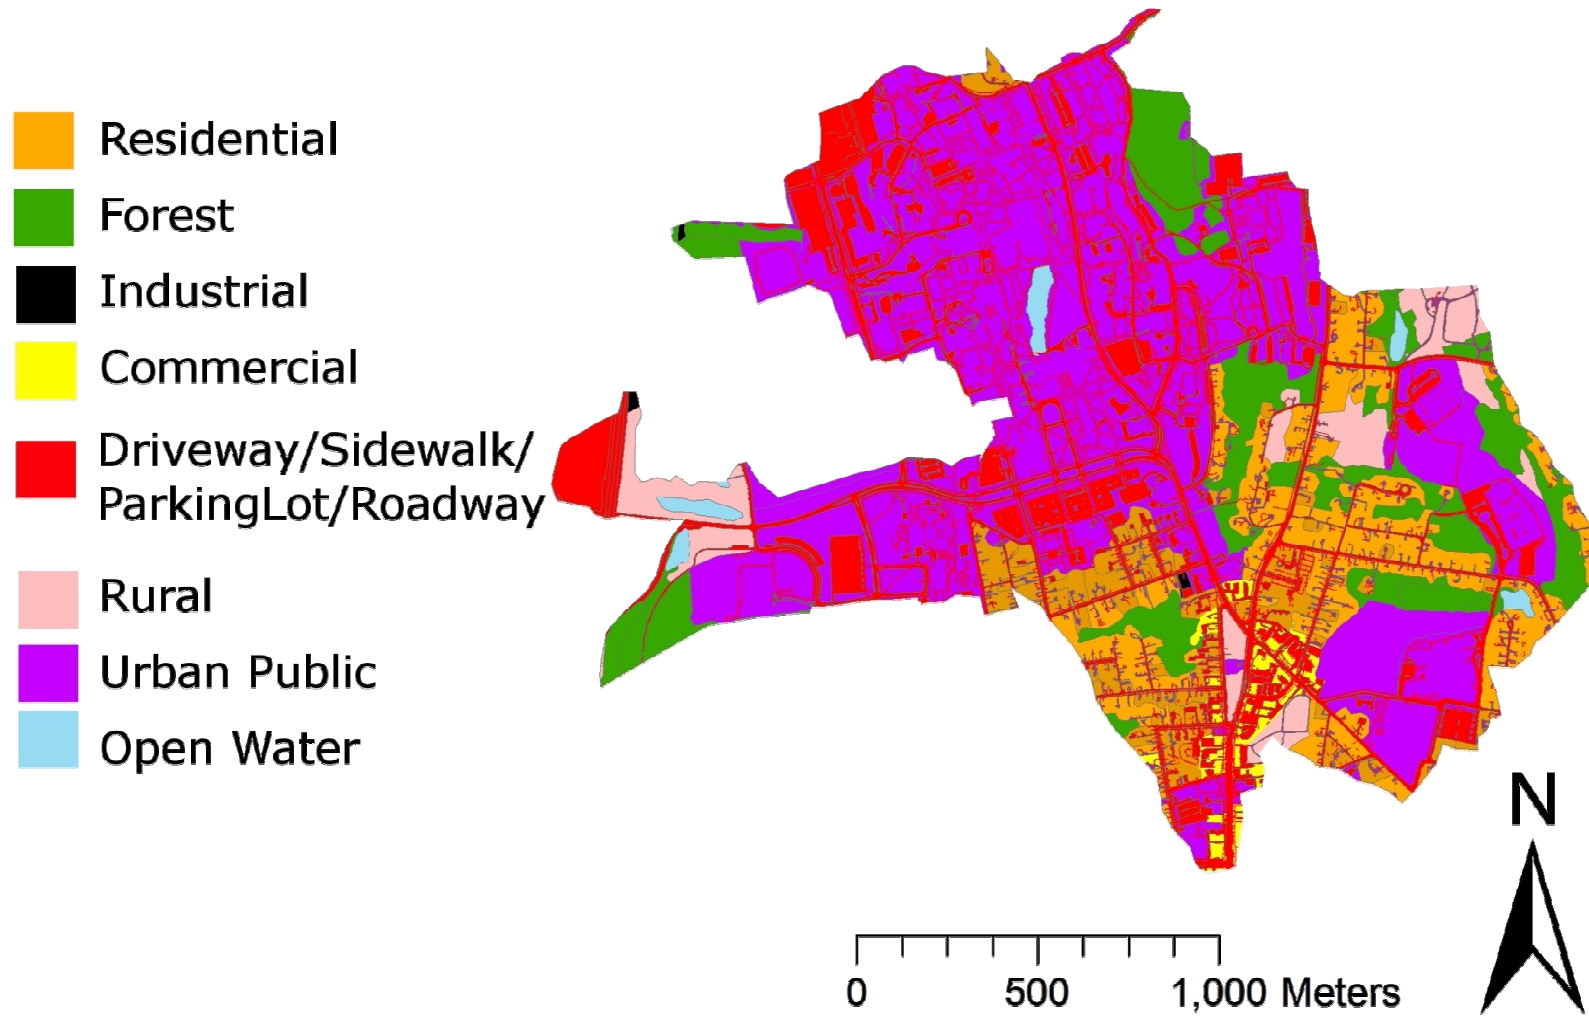 Residential
Forest
Industrial
Commercial
Driveway/Sidewalk/
ParkingLot/Roadway
Rural
Urban Public
Open Water
N
0 500 1,000 Meters